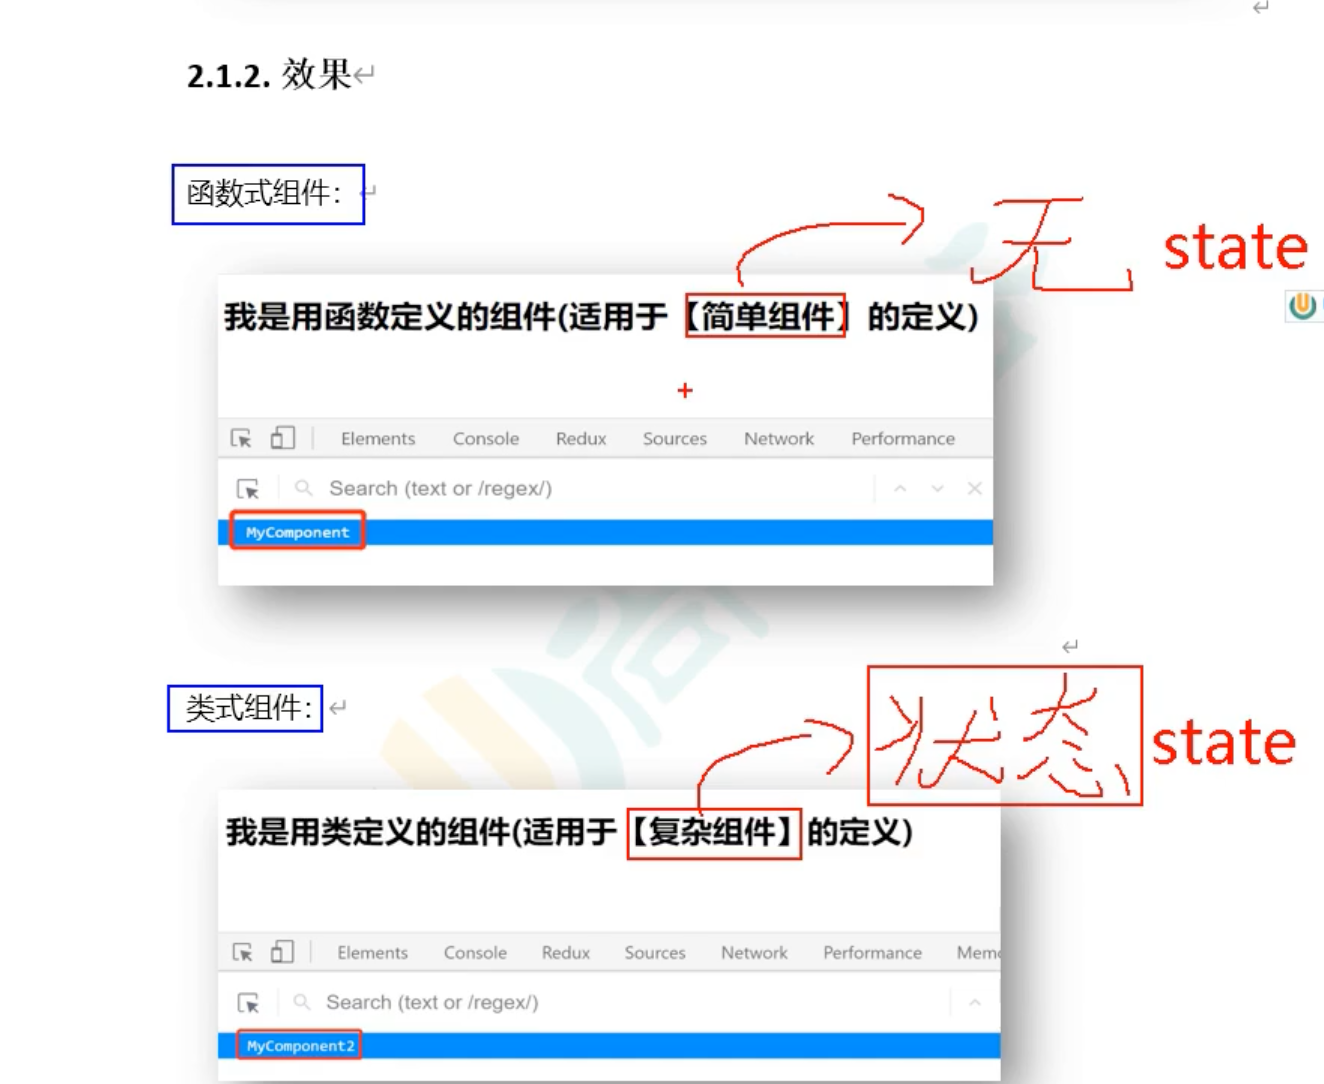 2.1.2. 效果
函数式组件：
无 state
我是用函数定义的组件(适用于【简单组件】的定义)
Elements Console Redux Sources Network Performance
Search (text or /regex/)
MyComponent
类式组件：
状态 state
我是用类定义的组件(适用于【复杂组件】的定义)
Elements Console Redux Sources Network Performance Memo
Search (text or /regex/)
MyComponent2